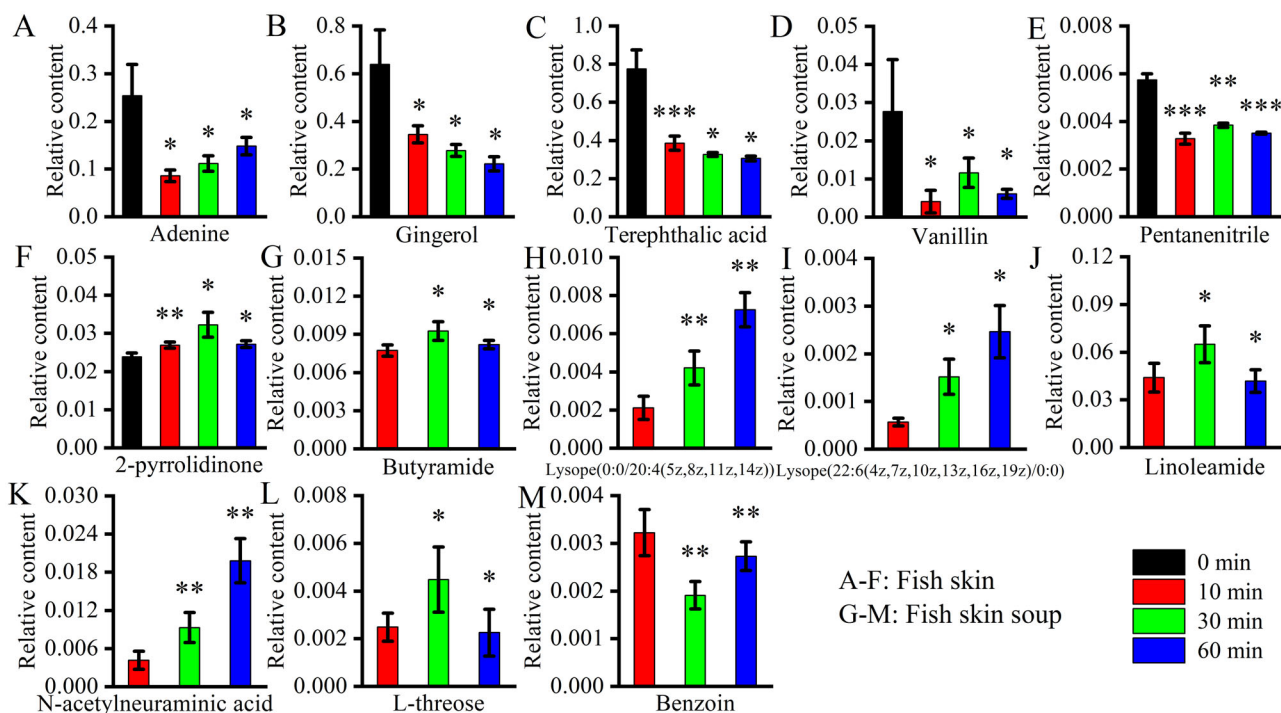 A
Relative content
0.4
0.3
0.2
0.1
0.0
*
*
*
Adenine
B
Relative content
0.8
0.6
0.4
0.2
0.0
*
*
*
Gingerol
C
Relative content
1.0
0.8
0.6
0.4
0.2
0.0
***
*
*
Terephthalic acid
D
Relative content
0.05
0.04
0.03
0.02
0.01
0.00
*
*
*
Vanillin
E
Relative content
0.008
0.006
0.004
0.002
0.000
***
**
***
Pentanenitrile
F
Relative content
0.05
0.04
0.03
0.02
0.01
0.00
**
*
*
2-pyrrolidinone
G
Relative content
0.015
0.012
0.009
0.006
0.003
0.000
*
*
Butyramide
H
Relative content
0.010
0.008
0.006
0.004
0.002
0.000
**
**
Lysope(0:0/20:4(5z,8z,11z,14z))
I
Relative content
0.004
0.003
0.002
0.001
0.000
*
*
Lysope(22:6(4z,7z,10z,13z,16z,19z)/0:0)
J
Relative content
0.12
0.09
0.06
0.03
0.00
*
*
Linoleamide
K
Relative content
0.030
0.024
0.018
0.012
0.006
0.000
**
**
N-acetylneuraminic acid
L
Relative content
0.008
0.006
0.004
0.002
0.000
*
*
L-threose
M
Relative content
0.004
0.003
0.002
0.001
0.000
**
**
Benzoin
A-F: Fish skin
G-M: Fish skin soup
0 min
10 min
30 min
60 min